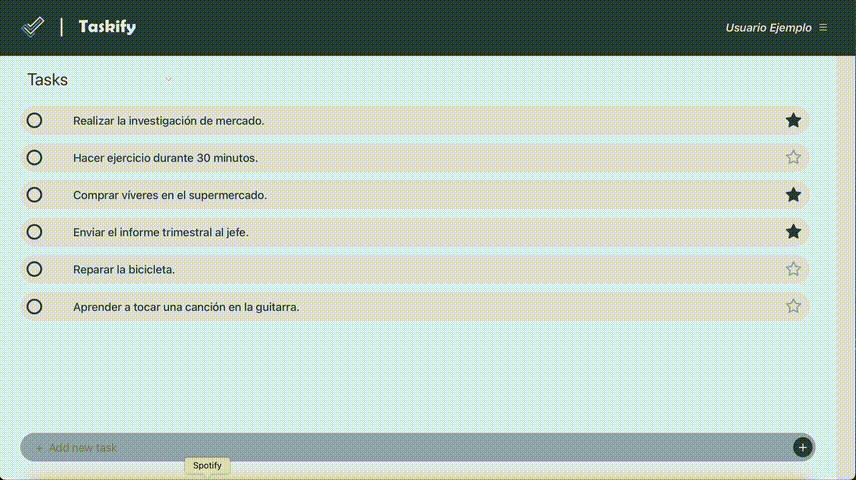 Taskify
Usuario Ejemplo
Tasks
Realizar la investigación de mercado.
Hacer ejercicio durante 30 minutos.
Comprar víveres en el supermercado.
Enviar el informe trimestral al jefe.
Reparar la bicicleta.
Aprender a tocar una canción en la guitarra.
+ Add new task
Spotify